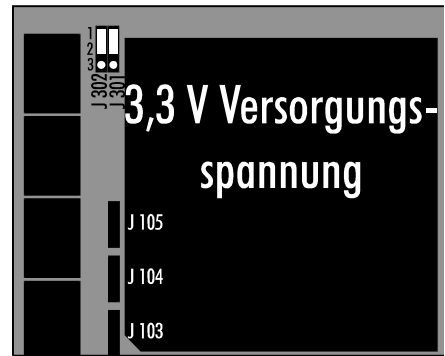 1
2
3
J 302
J 301
3,3 V Versorgungs-
spannung
J 105
J 104
J 103